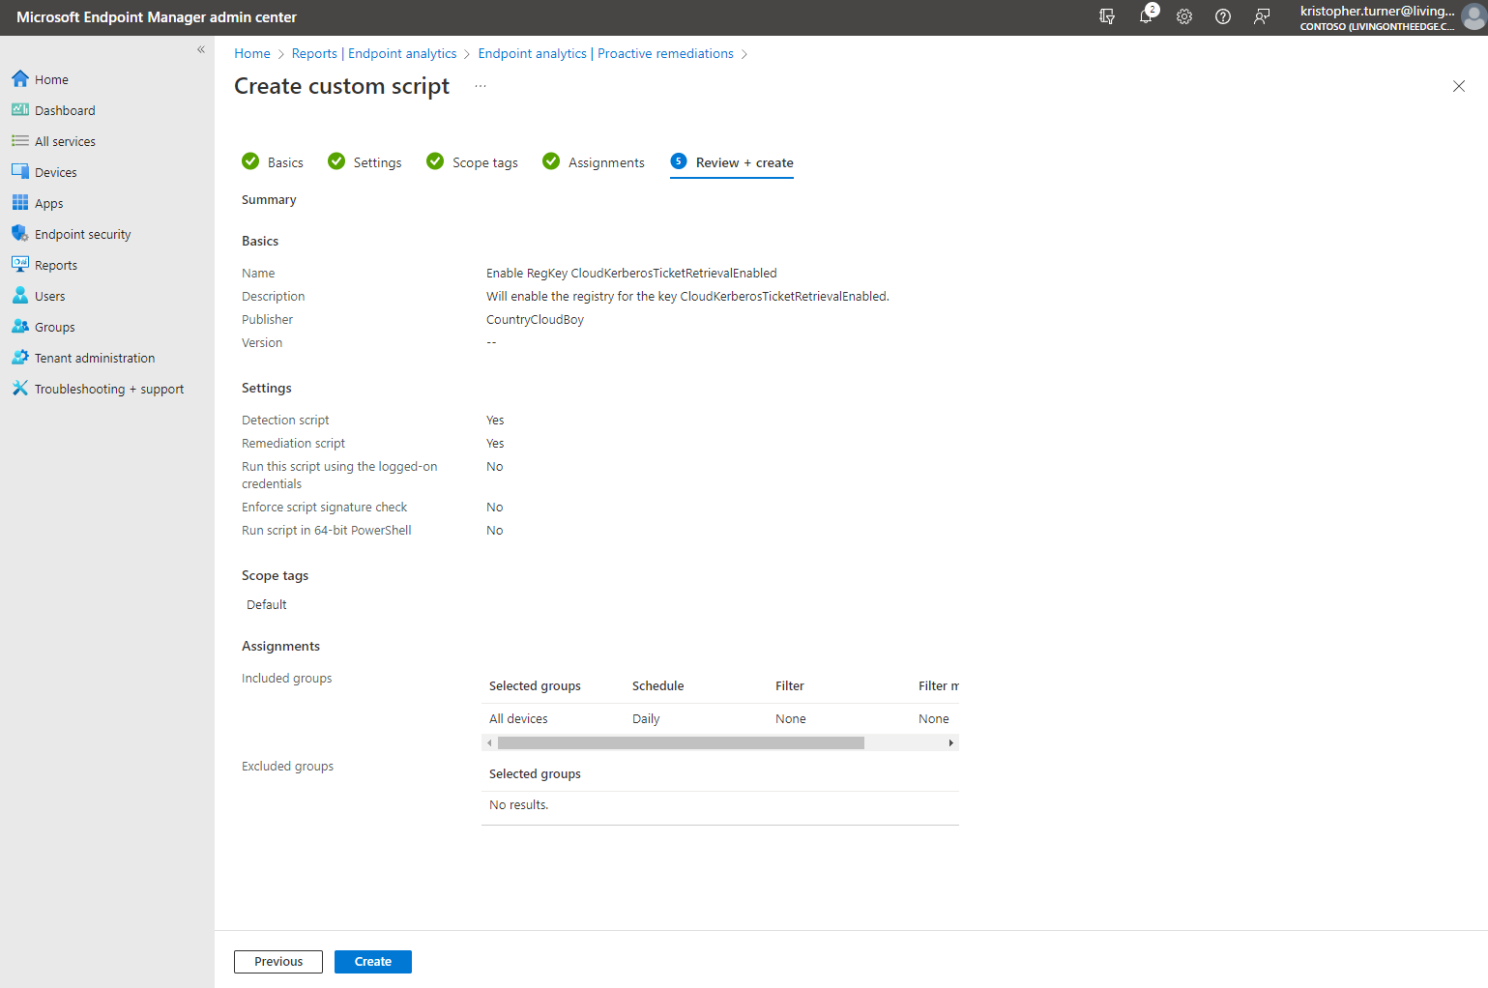 Microsoft Endpoint Manager admin center
2
kristopher.turner@living...
CONTOSO (LIVINGONTHEEDGE.C...
«
Home
Dashboard
All services
Devices
Apps
Endpoint security
Reports
Users
Groups
Tenant administration
Troubleshooting + support
Home > Reports | Endpoint analytics > Endpoint analytics | Proactive remediations >
Create custom script ...
Basics Settings Scope tags Assignments 5 Review + create
Summary
Basics
Name Enable RegKey CloudKerberosTicketRetrievalEnabled
Description Will enable the registry for the key CloudKerberosTicketRetrievalEnabled.
Publisher CountryCloudBoy
Version --
Settings
Detection script Yes
Remediation script Yes
Run this script using the logged-on No
credentials
Enforce script signature check No
Run script in 64-bit PowerShell No
Scope tags
Default
Assignments
Included groups
Selected groups Schedule Filter Filter m
All devices Daily None None
Excluded groups
Selected groups
No results.
Previous Create